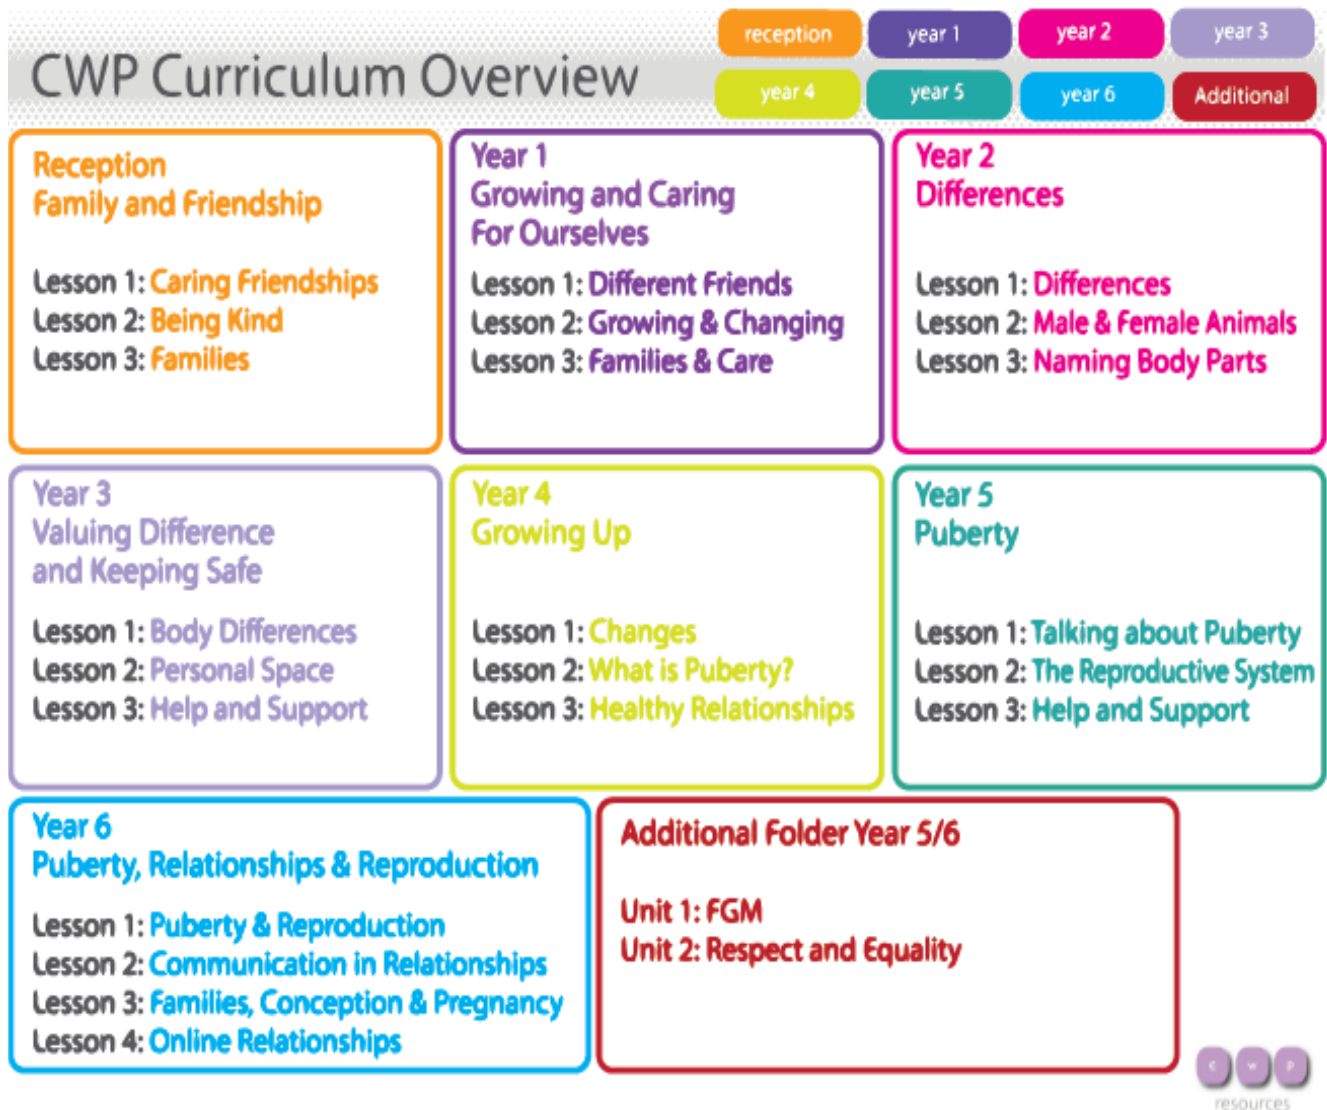 CWP Curriculum Overview
reception
year 1
year 2
year 3
year 4
year 5
year 6
Additional
Reception
Family and Friendship
Lesson 1: Caring Friendships
Lesson 2: Being Kind
Lesson 3: Families
Year 1
Growing and Caring
For Ourselves
Lesson 1: Different Friends
Lesson 2: Growing & Changing
Lesson 3: Families & Care
Year 2
Differences
Lesson 1: Differences
Lesson 2: Male & Female Animals
Lesson 3: Naming Body Parts
Year 3
Valuing Difference
and Keeping Safe
Lesson 1: Body Differences
Lesson 2: Personal Space
Lesson 3: Help and Support
Year 4
Growing Up
Lesson 1: Changes
Lesson 2: What is Puberty?
Lesson 3: Healthy Relationships
Year 5
Puberty
Lesson 1: Talking about Puberty
Lesson 2: The Reproductive System
Lesson 3: Help and Support
Year 6
Puberty, Relationships & Reproduction
Lesson 1: Puberty & Reproduction
Lesson 2: Communication in Relationships
Lesson 3: Families, Conception & Pregnancy
Lesson 4: Online Relationships
Additional Folder Year 5/6
Unit 1: FGM
Unit 2: Respect and Equality
c w p
resources